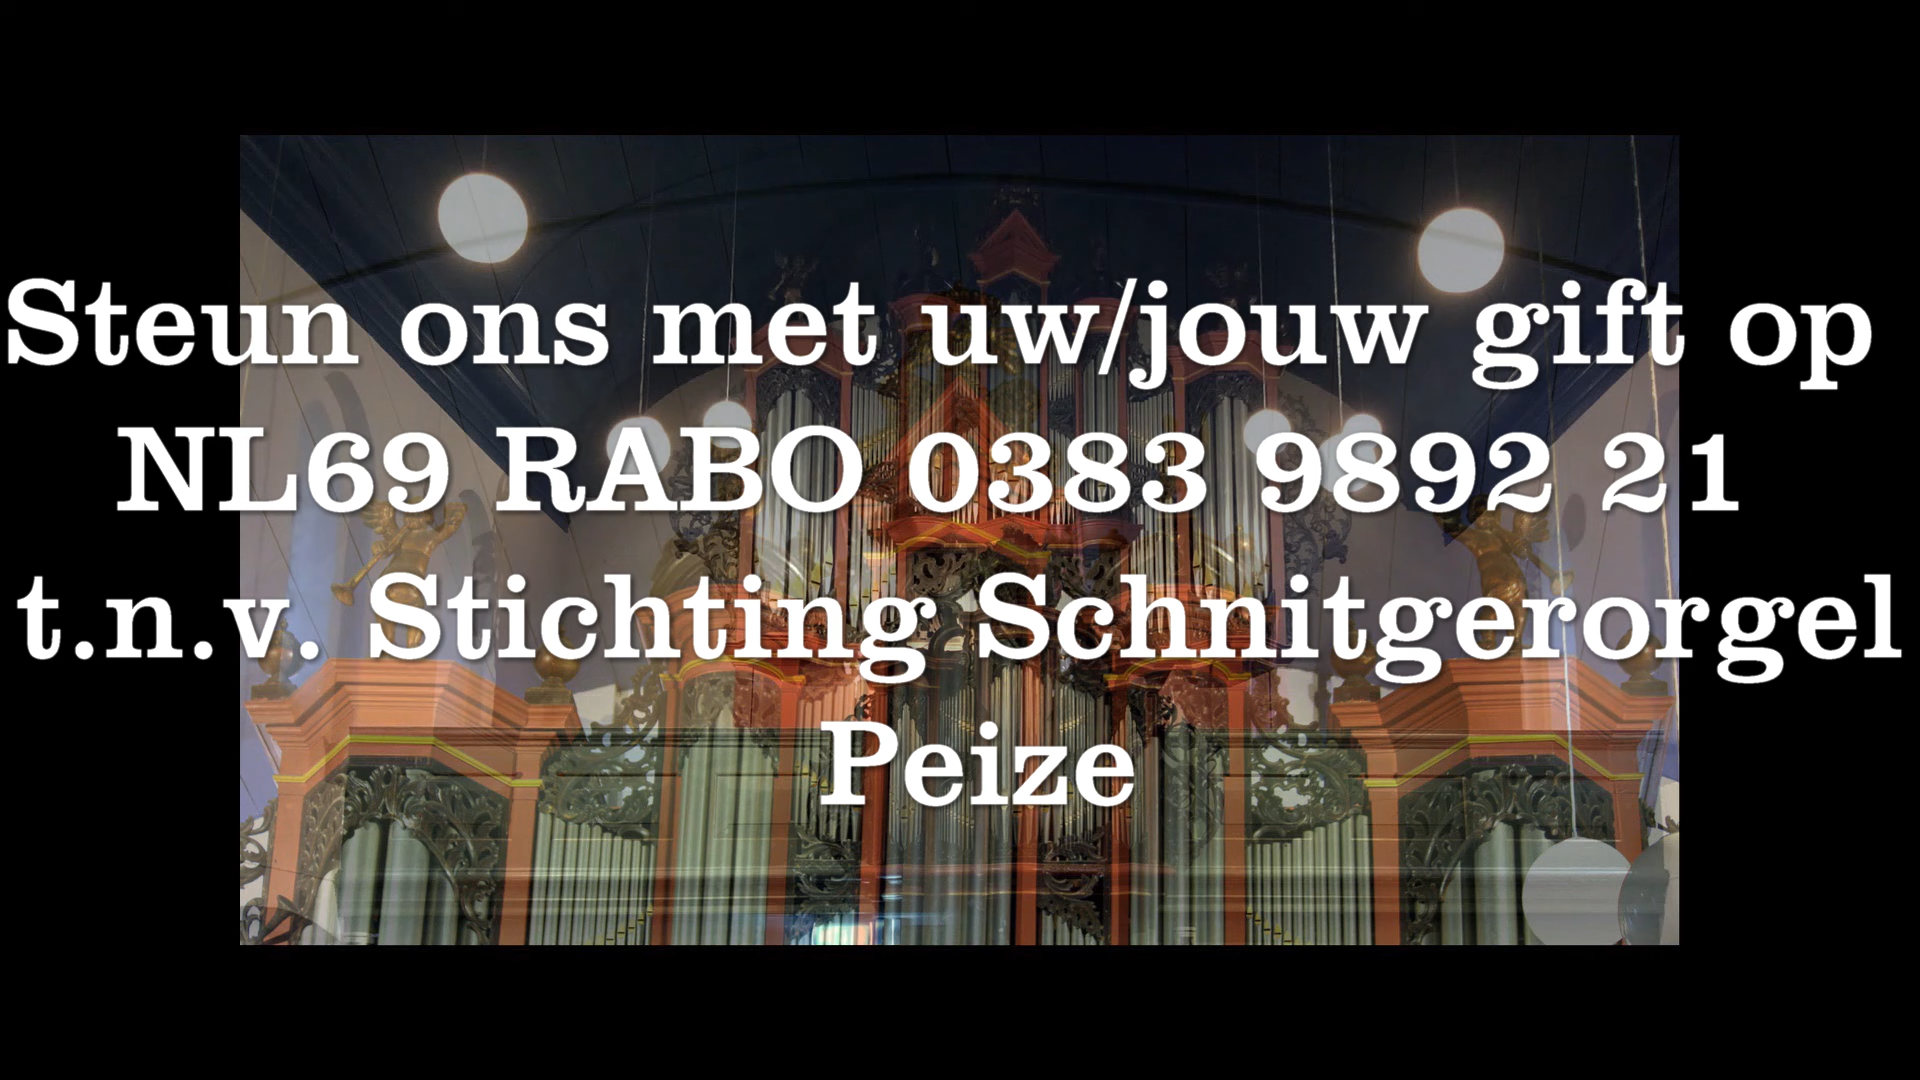 Steun ons met uw/jouw gift op
NL69 RABO 0383 9892 21
t.n.v. Stichting Schnitgerorgel
Peize